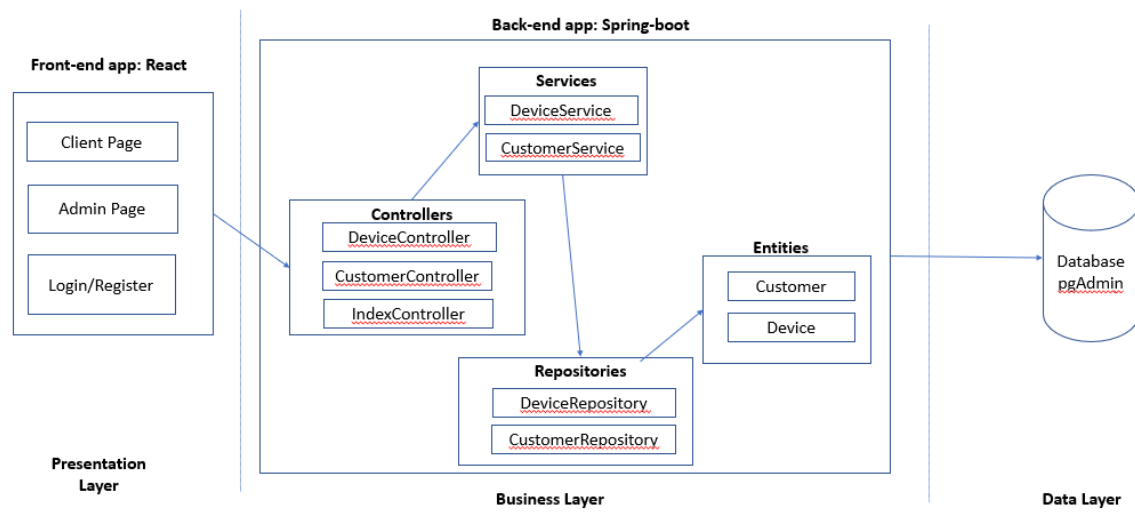 Front-end app: React
Client Page
Admin Page
Login/Register
Presentation
Layer
Back-end app: Spring-boot
Services
DeviceService
CustomerService
Controllers
DeviceController
CustomerController
IndexController
Entities
Customer
Device
Repositories
DeviceRepository
CustomerRepository
Business Layer
Database
pgAdmin
Data Layer